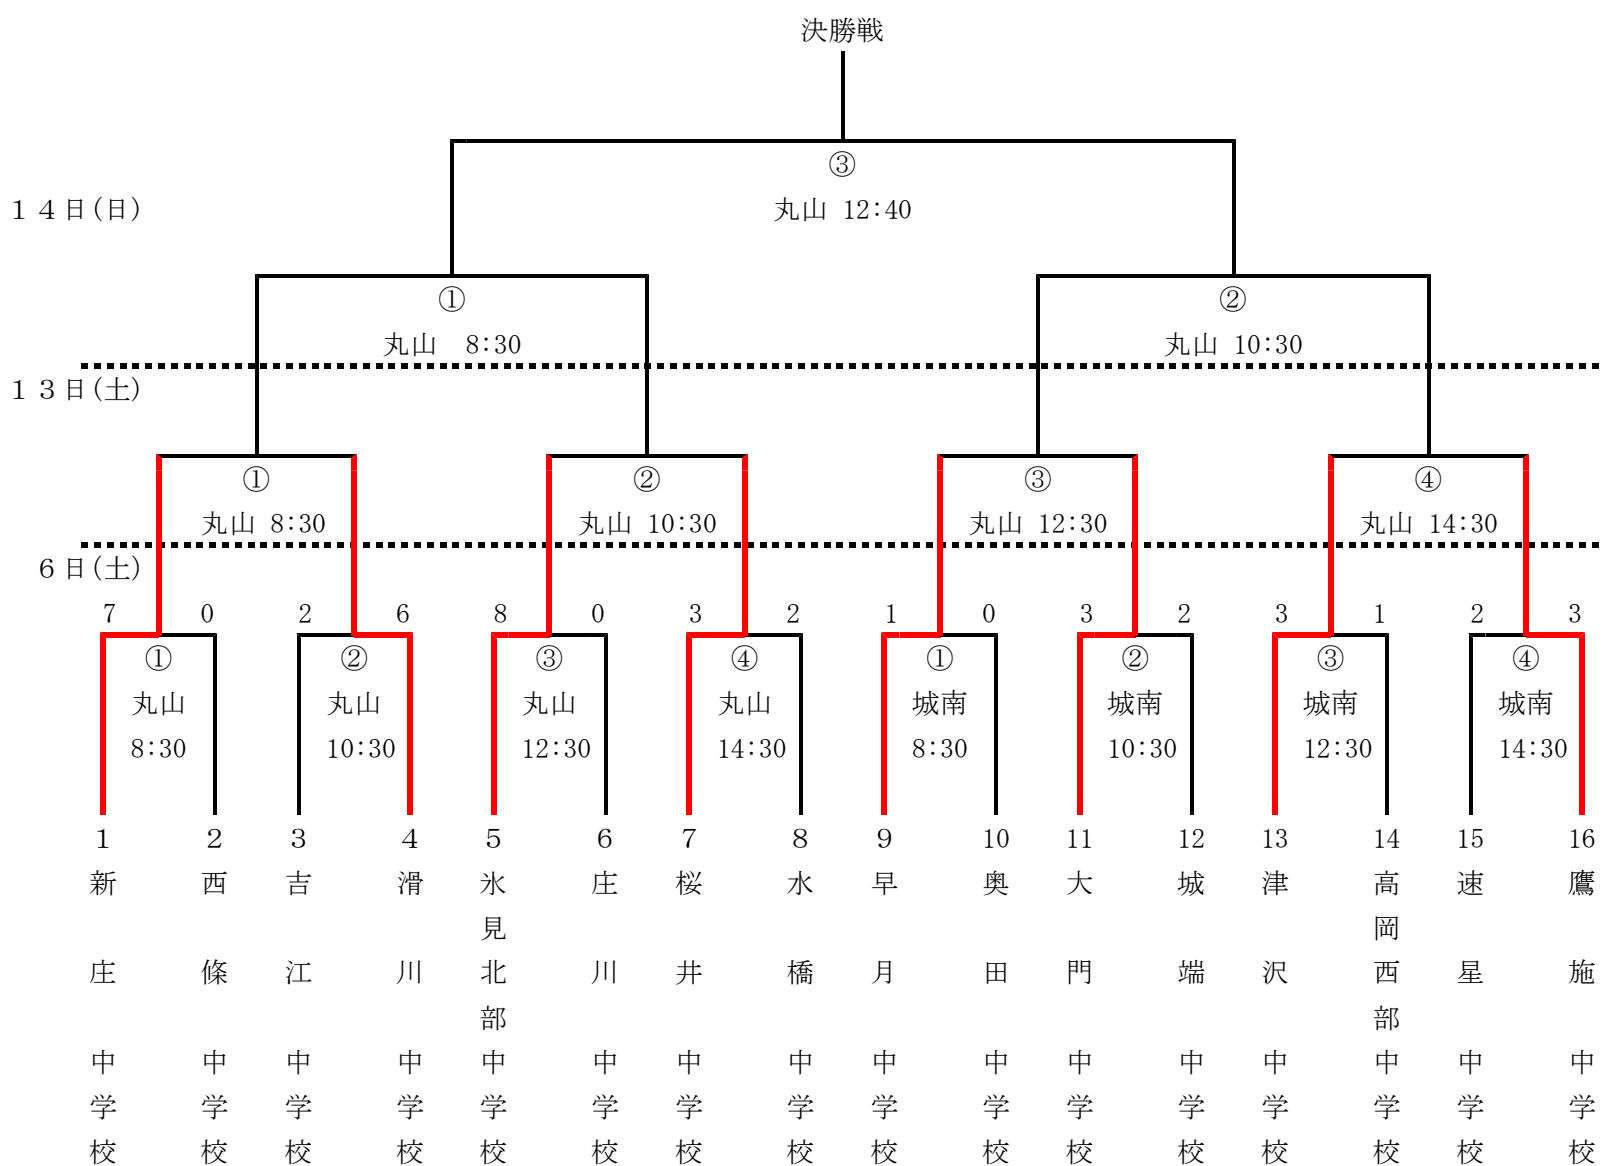 決勝戦
③
１４日(日)
丸山 12:40
① ②
丸山　8:30 丸山 10:30
１３日(土)
① ② ③ ④
丸山 8:30 丸山 10:30 丸山 12:30 丸山 14:30
６日(土)
7 0 2 6 8 0 3 2 1 0 3 2 3 1 2 3
① ② ③ ④ ① ② ③ ④
丸山 丸山 丸山 丸山 城南 城南 城南 城南
8:30 10:30 12:30 14:30 8:30 10:30 12:30 14:30
1 2 3 4 5 6 7 8 9 10 11 12 13 14 15 16
新庄中学校
西條中学校
吉江中学校
滑川中学校
氷見北部中学校
庄川中学校
桜井中学校
水橋中学校
早月中学校
奥田中学校
大門中学校
城端中学校
津沢中学校
高岡西部中学校
速星中学校
鷹施中学校